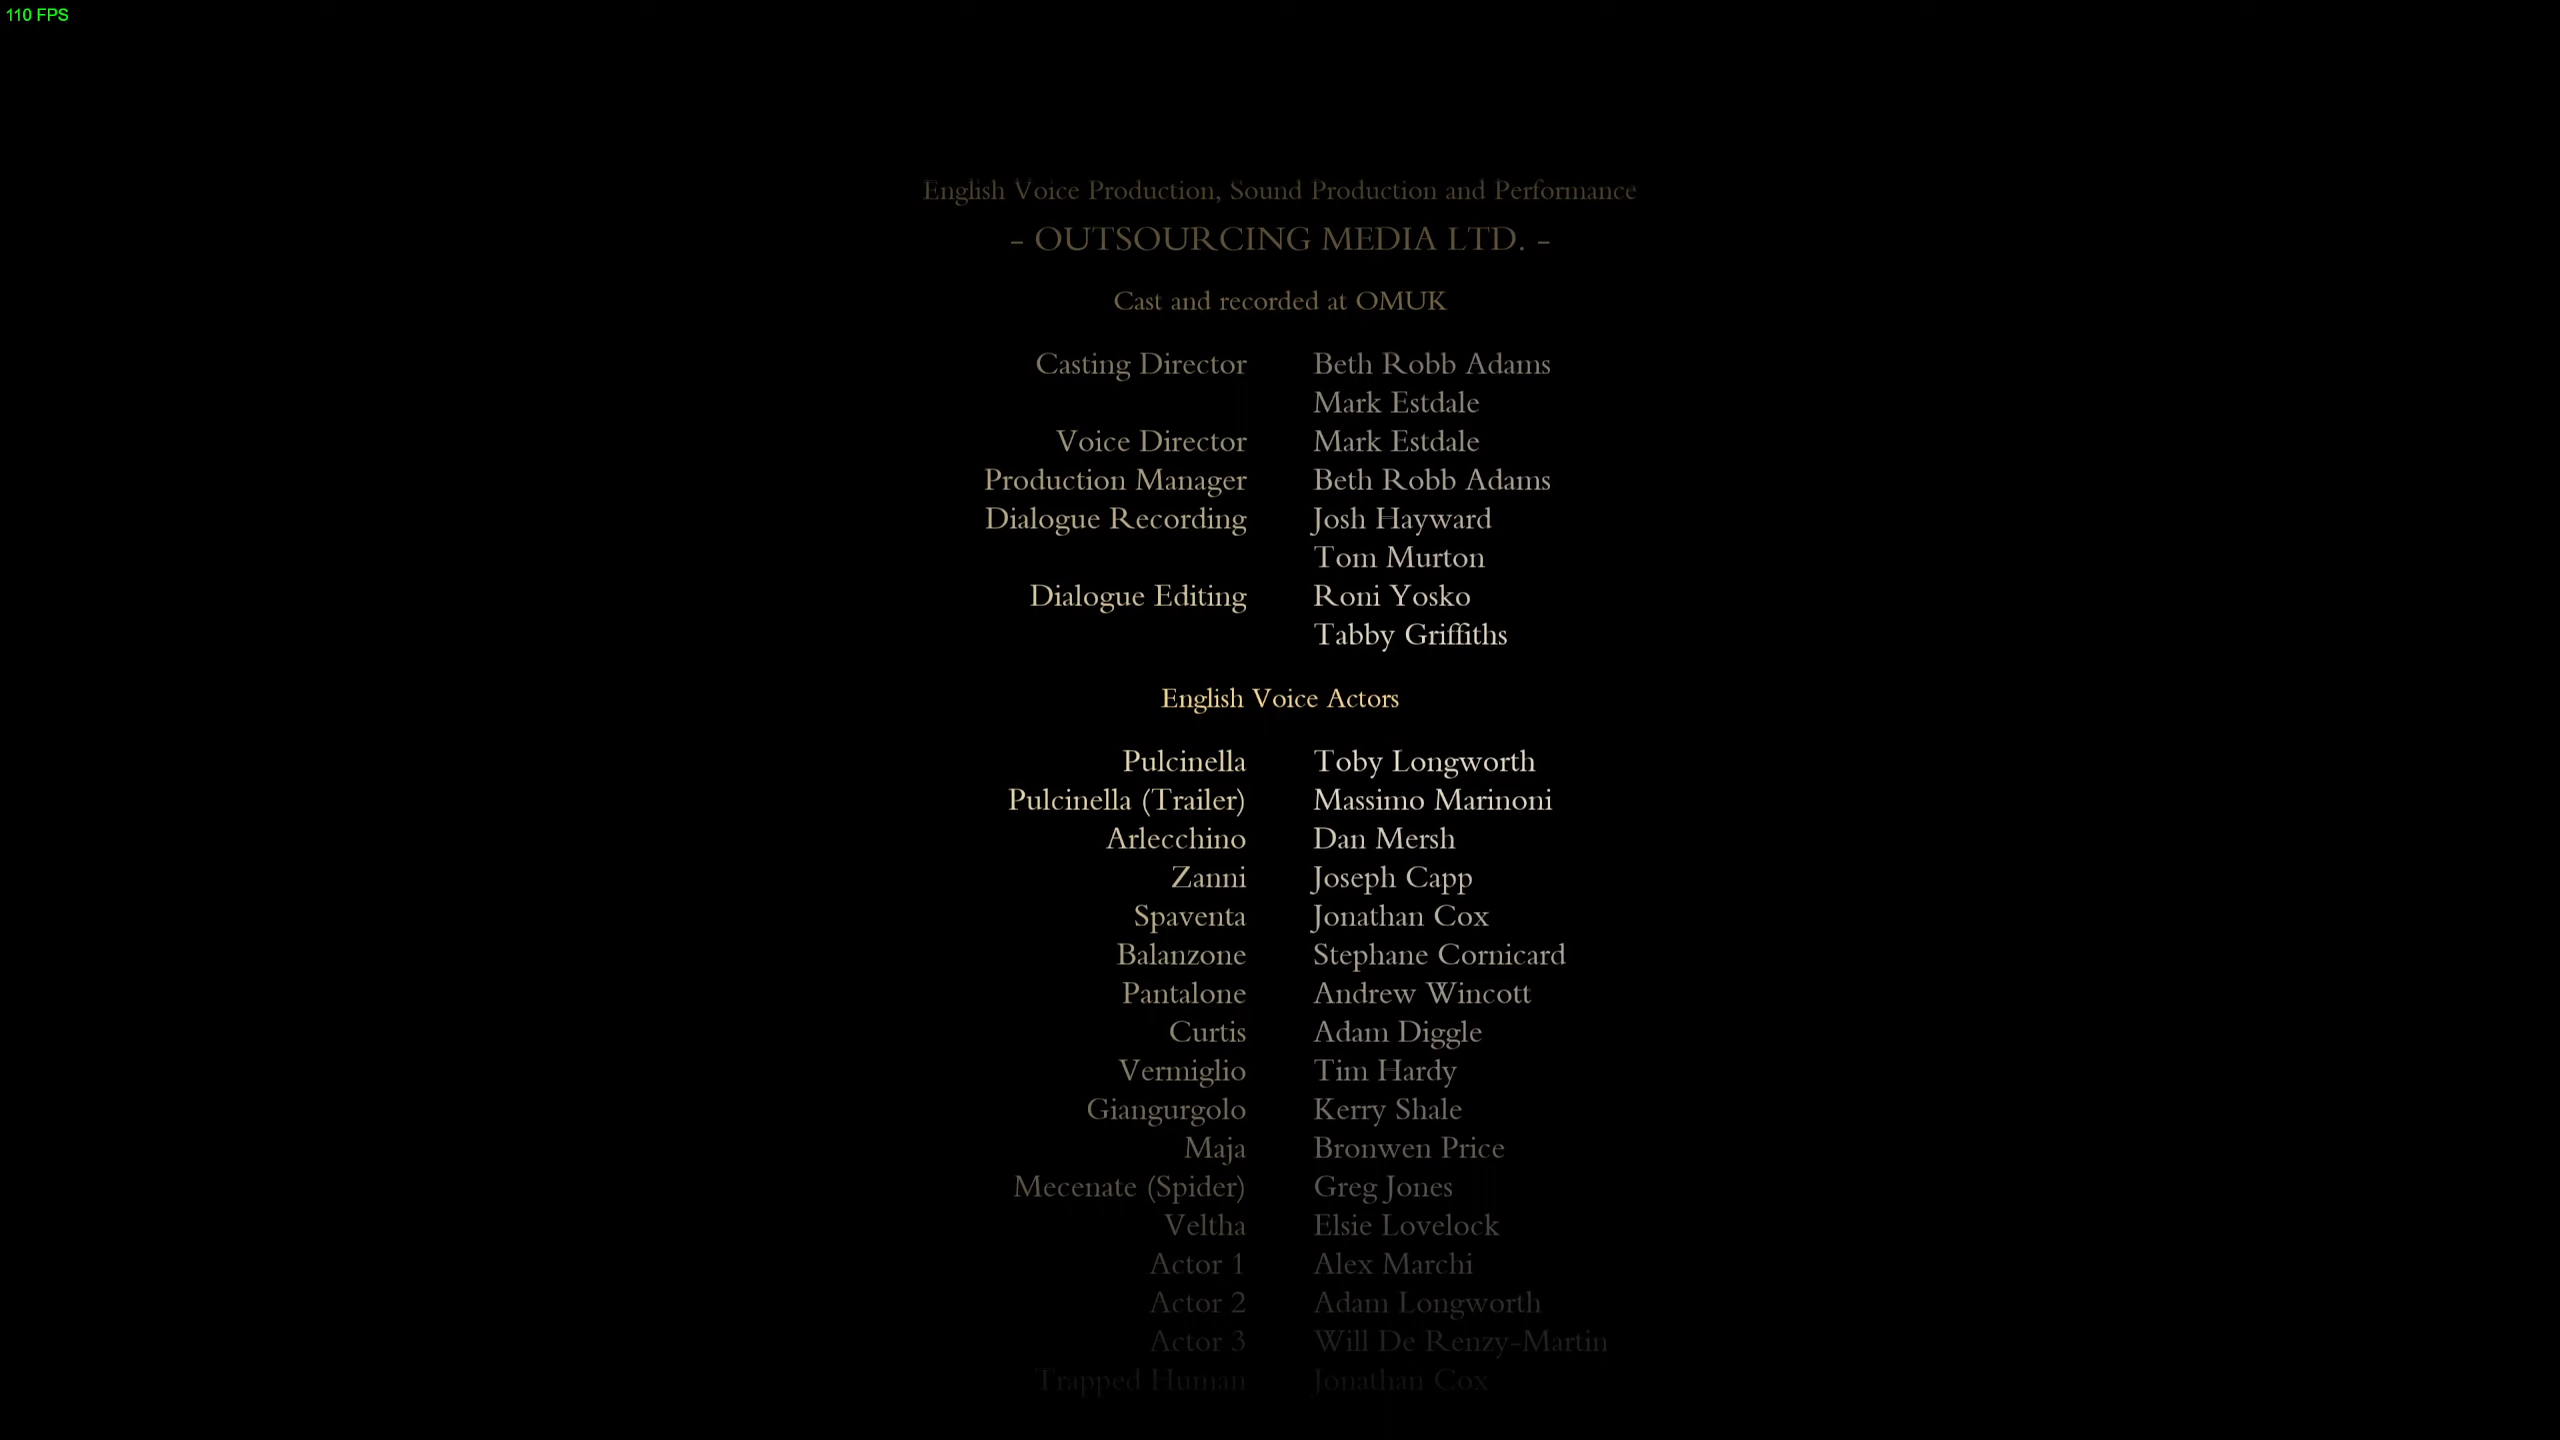 110 FPS
English Voice Production, Sound Production and Performance
- OUTSOURCING MEDIA LTD. -
Cast and recorded at OMUK
Casting Director Beth Robb Adams
Mark Estdale
Voice Director Mark Estdale
Production Manager Beth Robb Adams
Dialogue Recording Josh Hayward
Tom Murton
Dialogue Editing Roni Yosko
Tabby Griffiths
English Voice Actors
Pulcinella Toby Longworth
Pulcinella (Trailer) Massimo Marinoni
Arlecchino Dan Mersh
Zanni Joseph Capp
Spaventa Jonathan Cox
Balanzone Stephane Cornicard
Pantalone Andrew Wincott
Curtis Adam Diggle
Vermiglio Tim Hardy
Giangurgolo Kerry Shale
Maja Bronwen Price
Mecenate (Spider) Greg Jones
Veltha Elsie Lovelock
Actor 1 Alex Marchi
Actor 2 Adam Longworth
Actor 3 Will De Renzy-Martin
Trapped Human Jonathan Cox